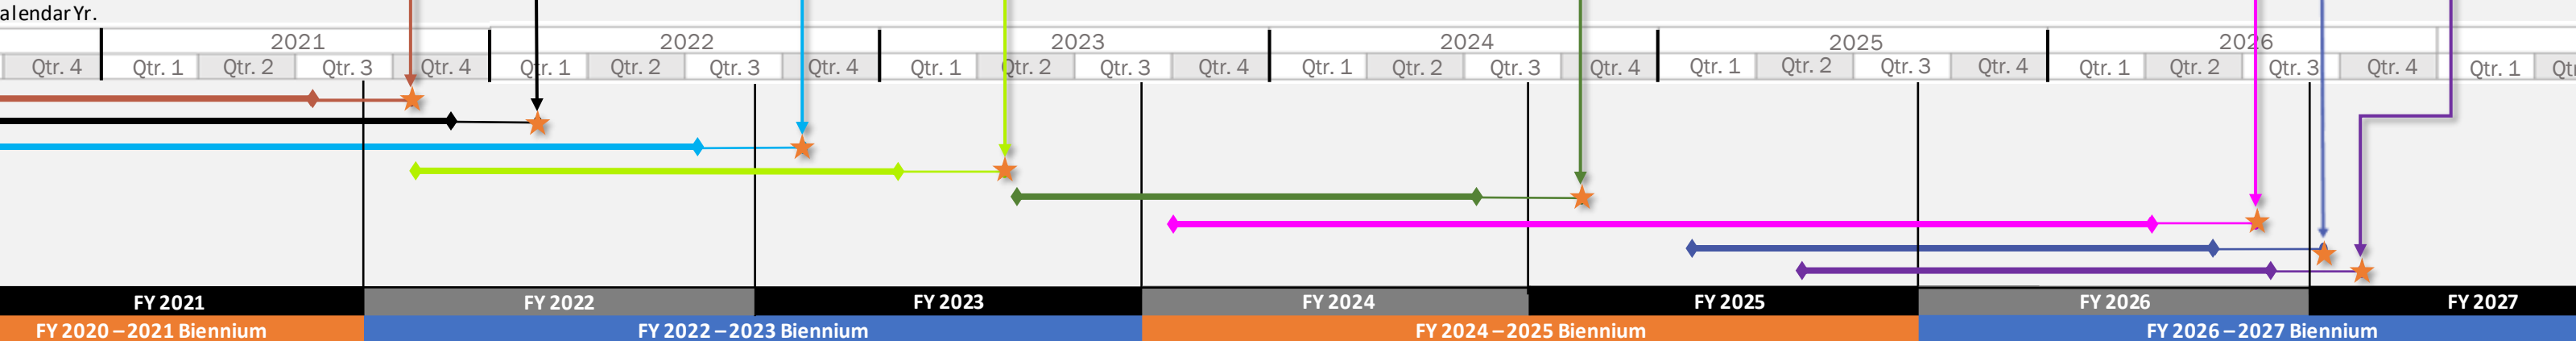 alendar Yr.
2021 2022 2023 2024 2025 2026
Qtr. 4 Qtr. 1 Qtr. 2 Qtr. 3 Qtr. 4 Qtr. 1 Qtr. 2 Qtr. 3 Qtr. 4 Qtr. 1 Qtr. 2 Qtr. 3 Qtr. 4 Qtr. 1 Qtr. 2 Qtr. 3 Qtr. 4 Qtr. 1 Qtr. 2 Qtr. 3 Qtr. 4 Qtr. 1 Qtr. 2 Qtr. 3 Qtr. 4 Qtr. 1 Qt
FY 2021 FY 2022 FY 2023 FY 2024 FY 2025 FY 2026 FY 2027
FY 2020 – 2021 Biennium FY 2022 – 2023 Biennium FY 2024 – 2025 Biennium FY 2026 – 2027 Biennium